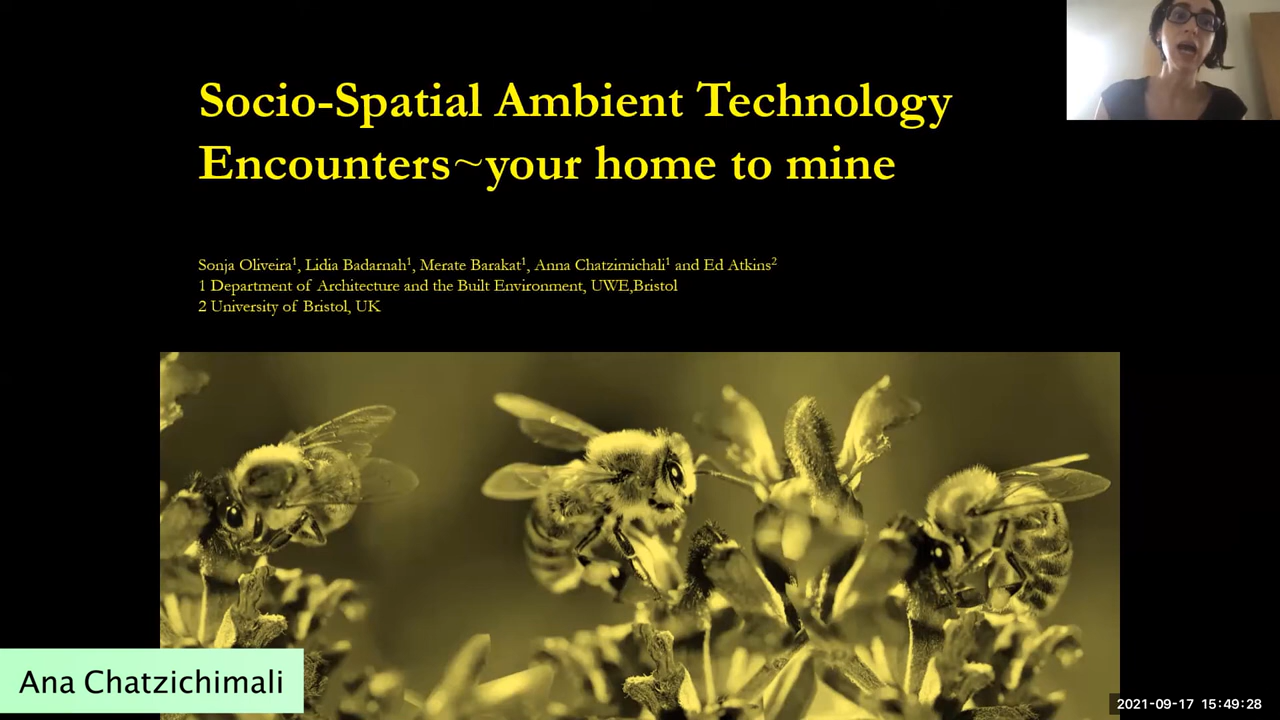 Socio-Spatial Ambient Technology
Encounters~your home to mine
Sonja Oliveira¹, Lidia Badarnah¹, Merate Barakat¹, Anna Chatzimichali¹ and Ed Atkins²
1 Department of Architecture and the Built Environment, UWE,Bristol
2 University of Bristol, UK
Ana Chatzichimali
2021-09-17 15:49:28